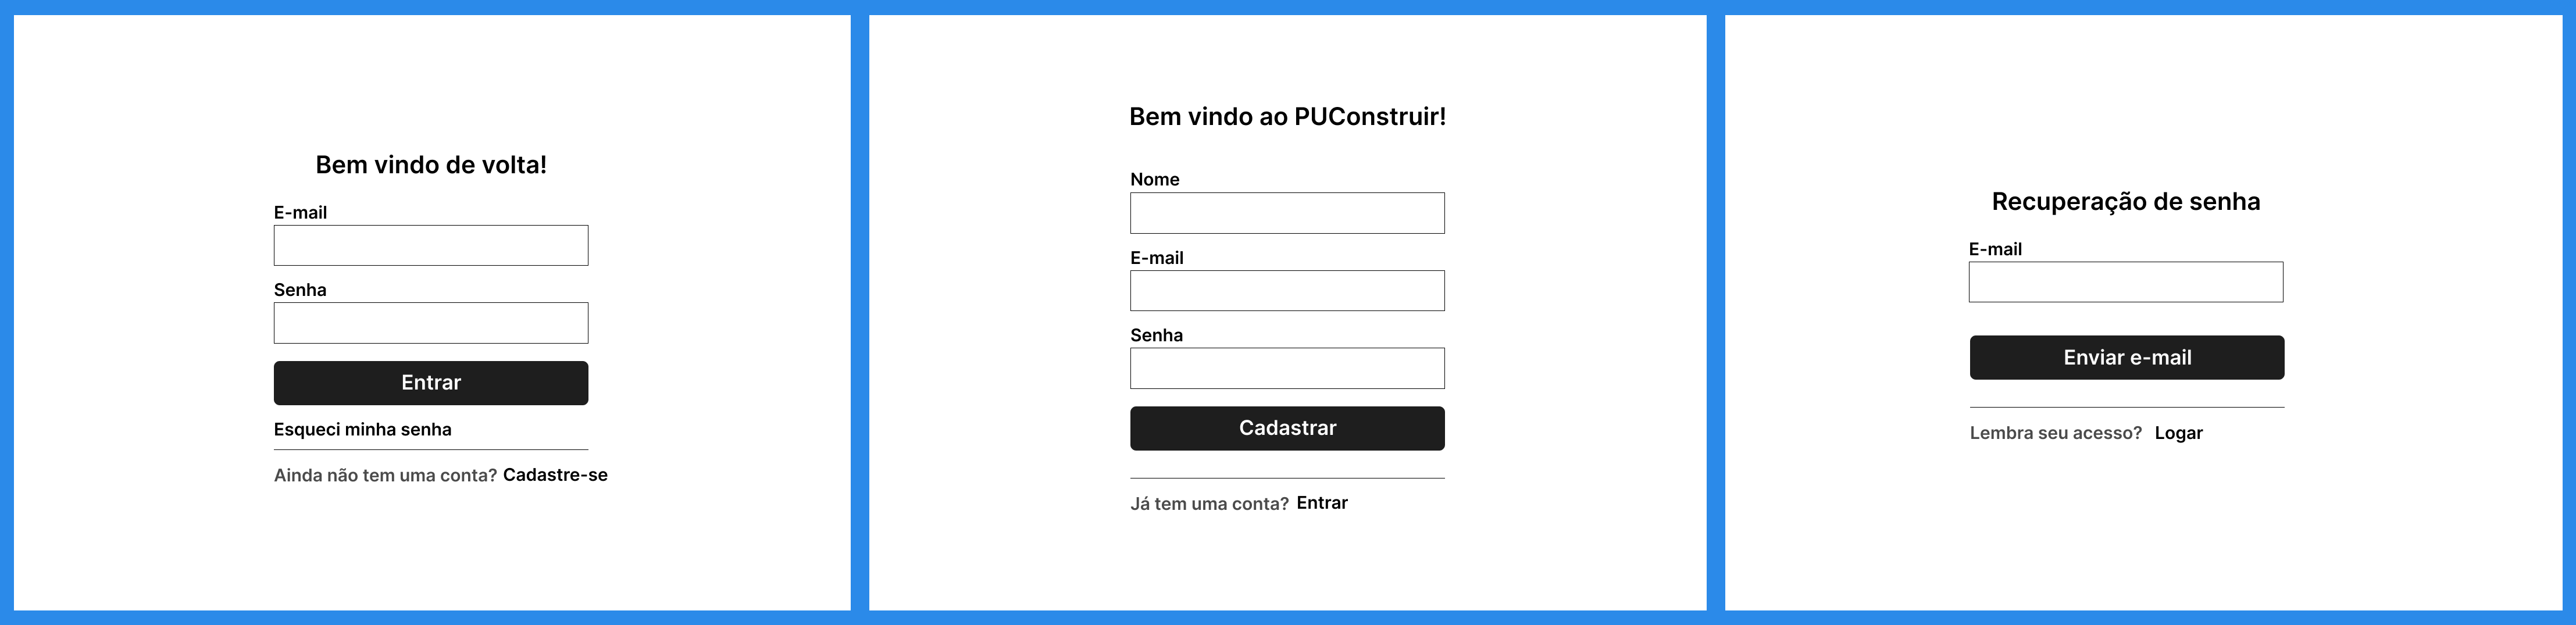 Bem vindo de volta!
E-mail
Senha
Entrar
Esqueci minha senha
Ainda não tem uma conta? Cadastre-se
Bem vindo ao PUConstruir!
Nome
E-mail
Senha
Cadastrar
Já tem uma conta? Entrar
Recuperação de senha
E-mail
Enviar e-mail
Lembra seu acesso? Logar